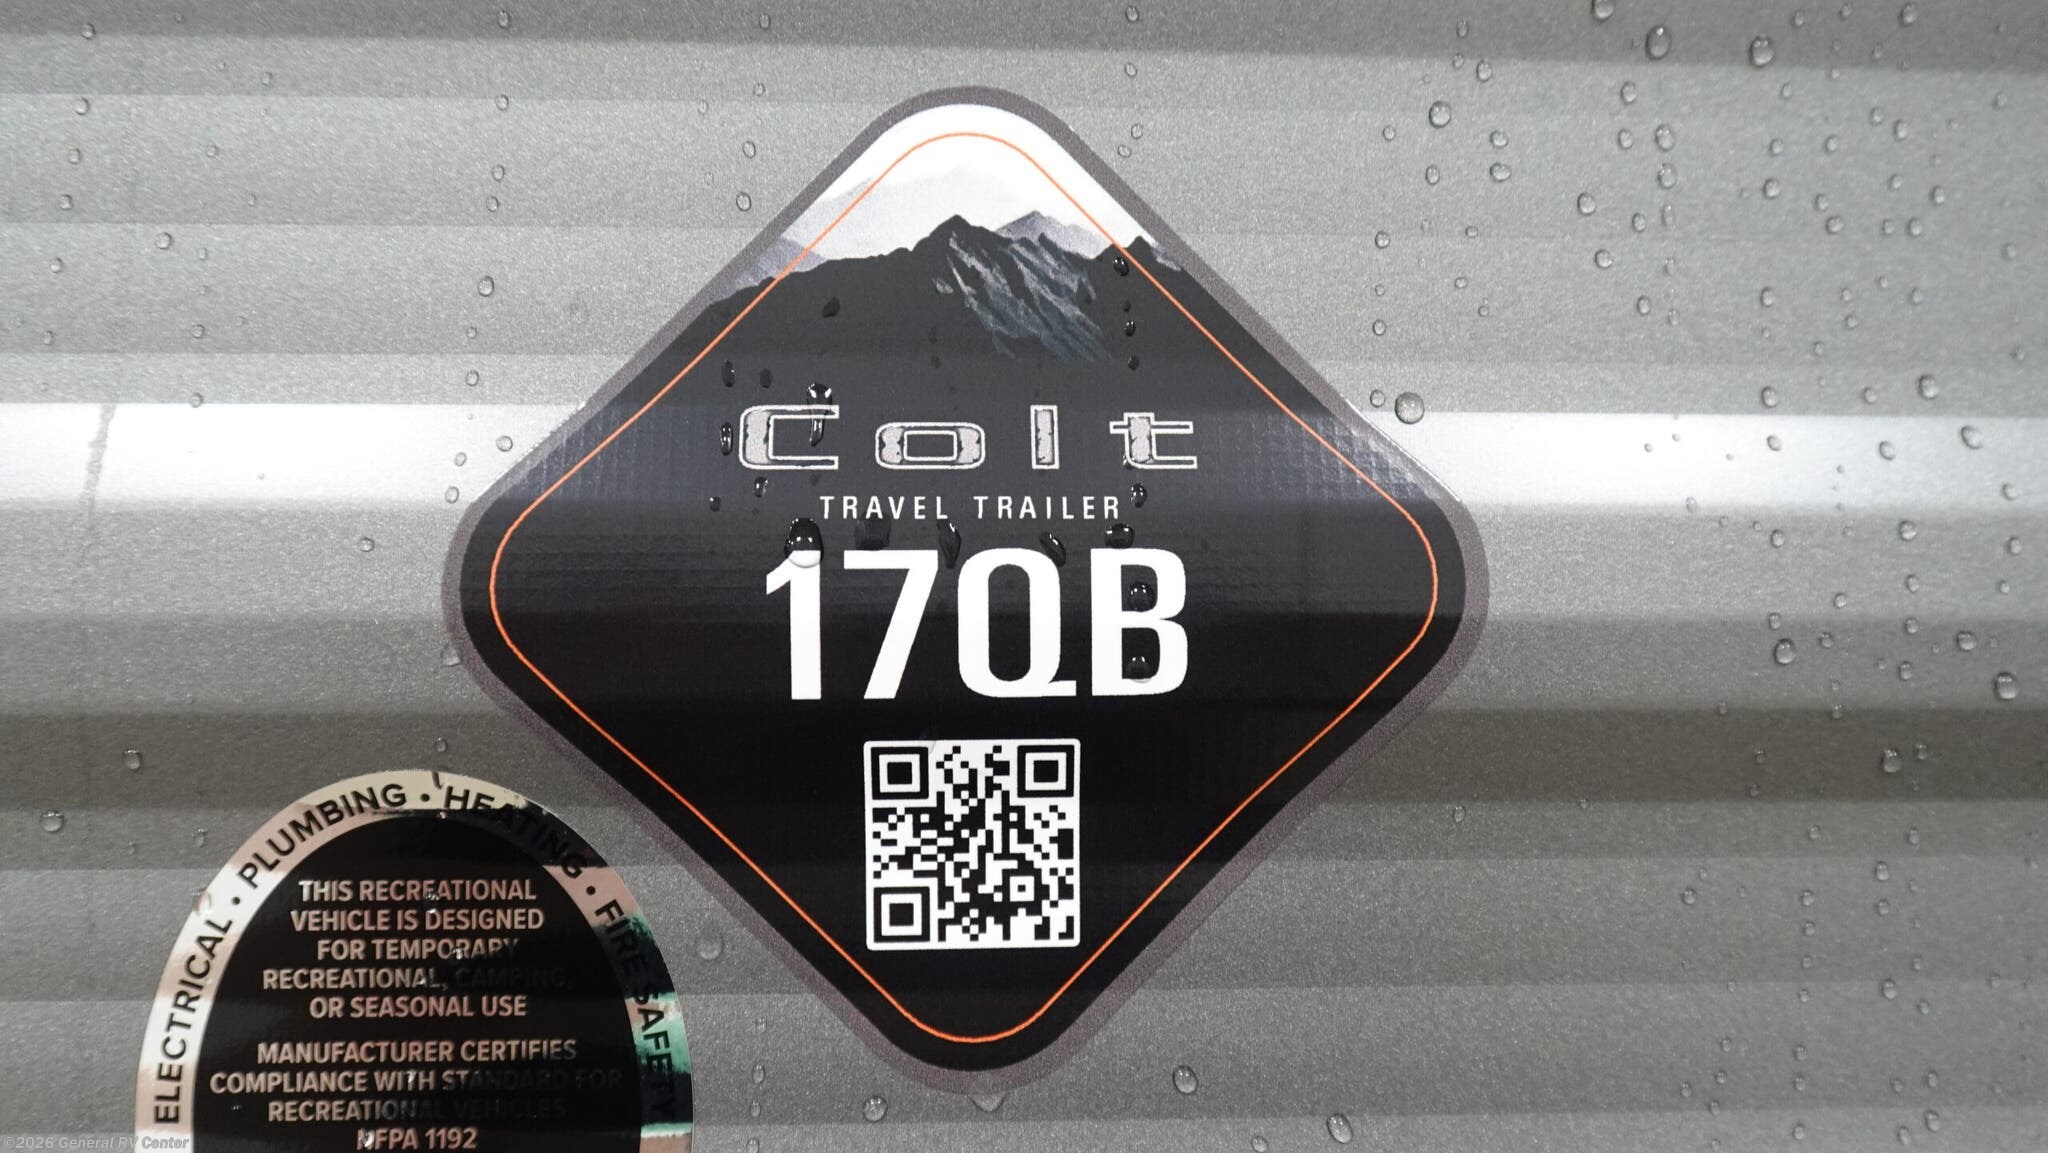 Colt
TRAVEL TRAILER
17QB
ELECTRICAL • PLUMBING • HEATING • FIRE SAFETY
THIS RECREATIONAL
VEHICLE IS DESIGNED
FOR TEMPORARY
RECREATIONAL, CAMPING,
OR SEASONAL USE
MANUFACTURER CERTIFIES
COMPLIANCE WITH STANDARD FOR
RECREATIONAL VEHICLES
NFPA 1192
©2026 General RV Center